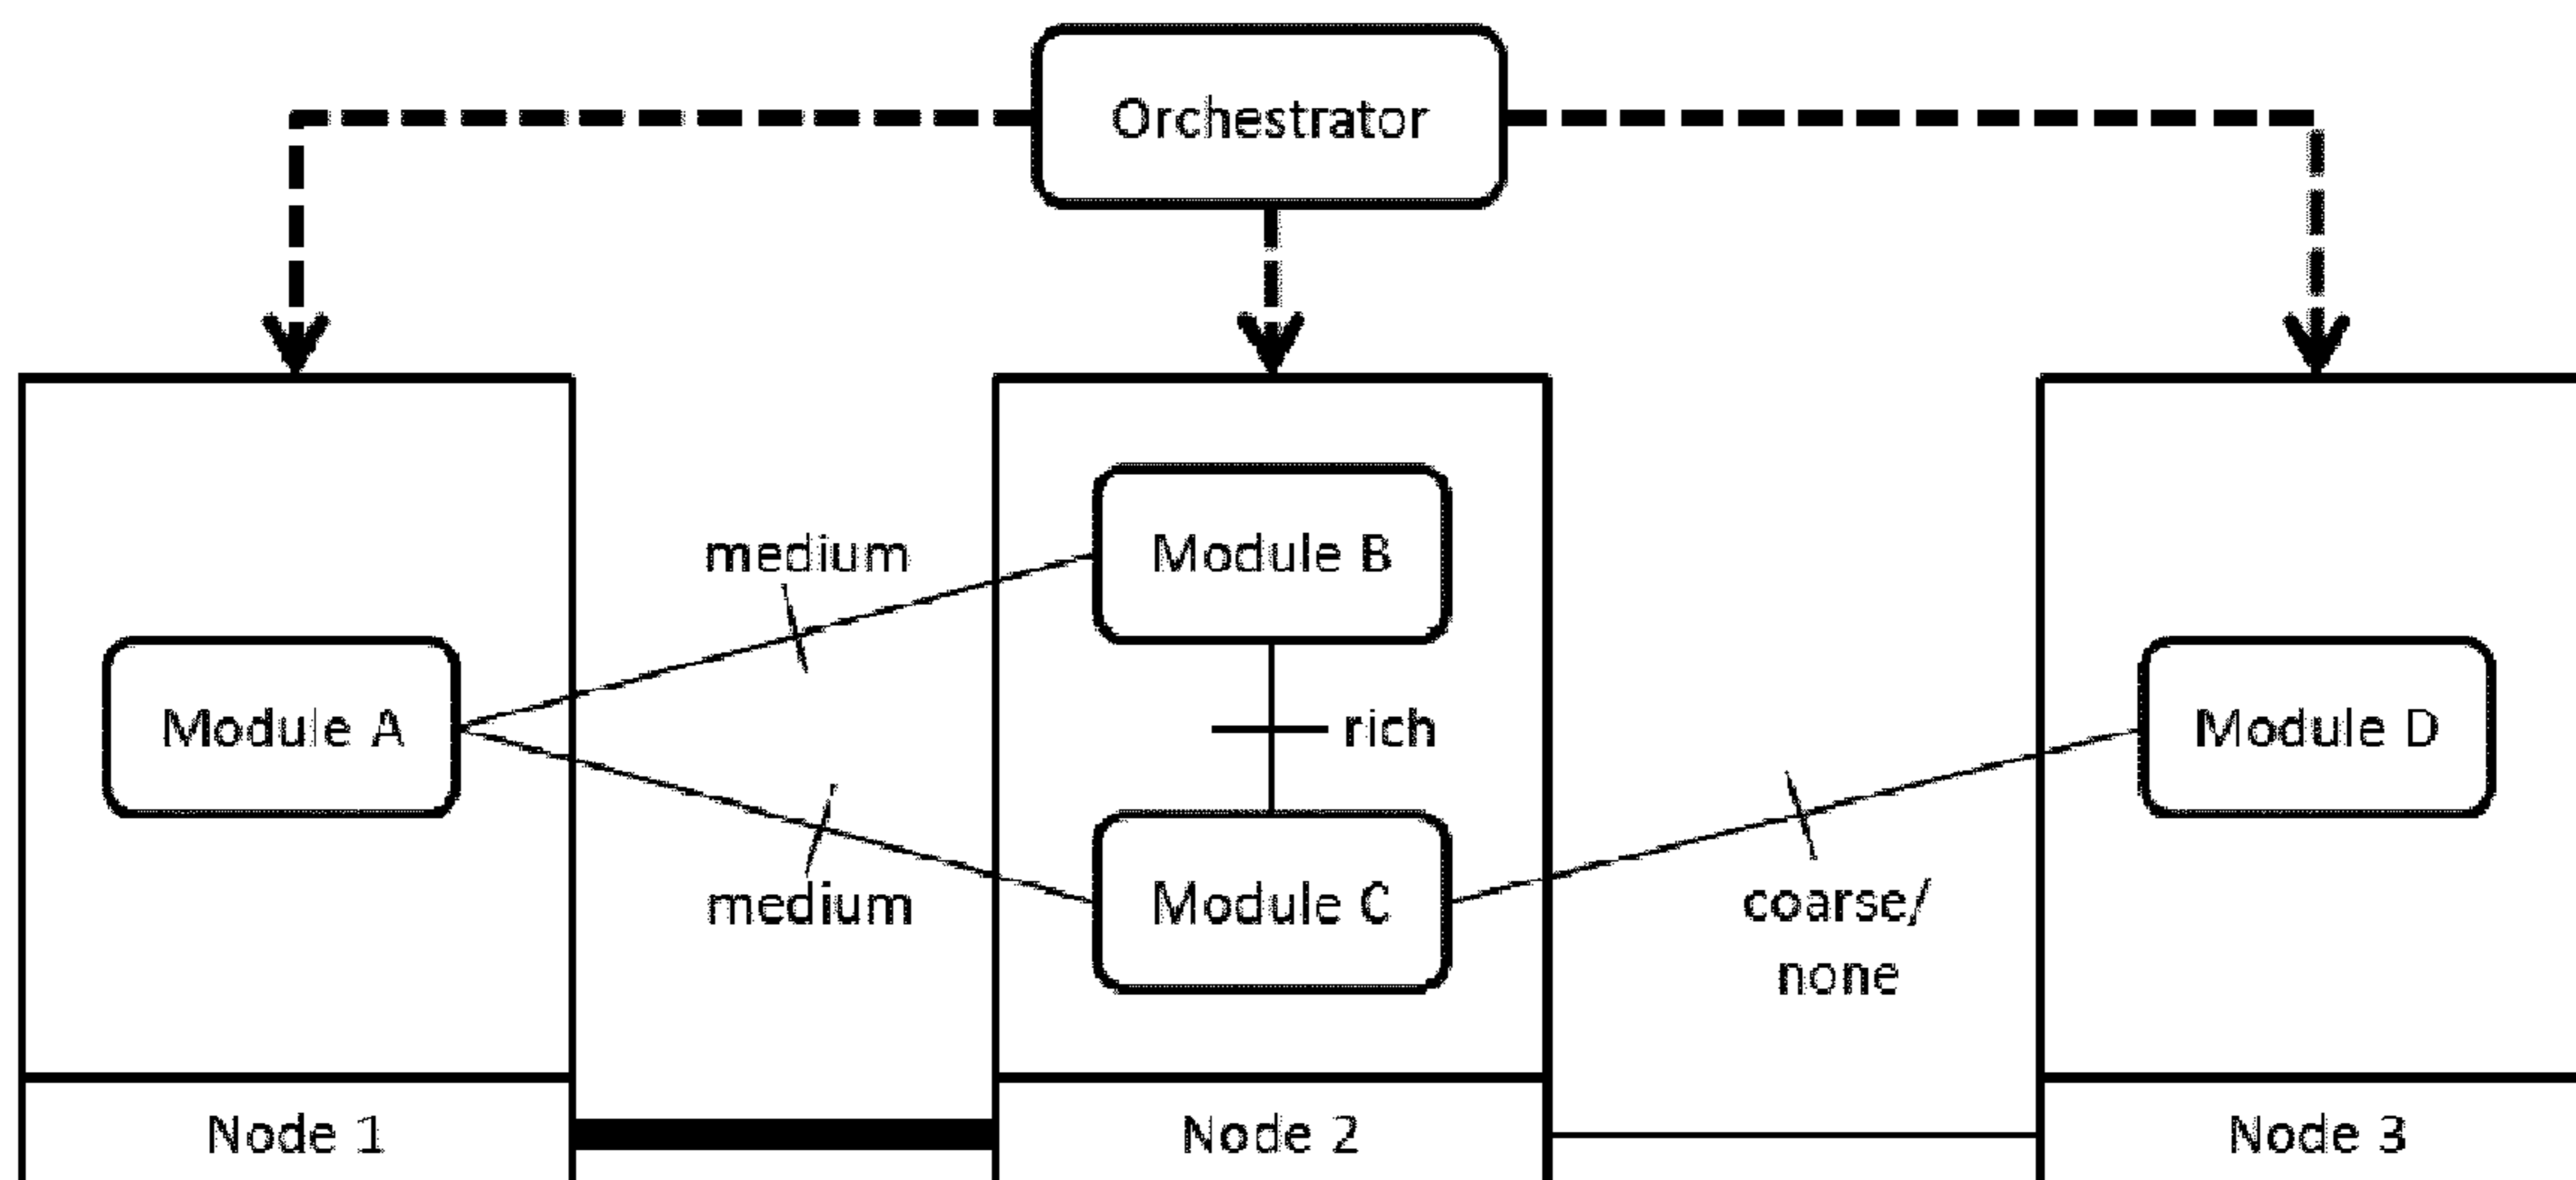 Orchestrator
medium
Module B
Module A
rich
Module D
medium
Module C
coarse/
none
Node 1
Node 2
Node 3